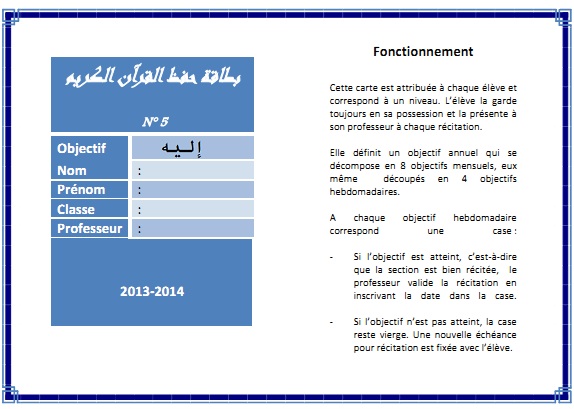 بطاقة حفظ القرآن الكريم
N° 5
Objectif إلــيــه
Nom :
Prénom :
Classe :
Professeur :
2013-2014
Fonctionnement
Cette carte est attribuée à chaque élève et
correspond à un niveau. L’élève la garde
toujours en sa possession et la présente à
son professeur à chaque récitation.
Elle définit un objectif annuel qui se
décompose en 8 objectifs mensuels, eux
même découpés en 4 objectifs
hebdomadaires.
A chaque objectif hebdomadaire
correspond une case :
- Si l’objectif est atteint, c’est-à-dire
que la section est bien récitée, le
professeur valide la récitation en
inscrivant la date dans la case.
- Si l’objectif n’est pas atteint, la case
reste vierge. Une nouvelle échéance
pour récitation est fixée avec l’élève.